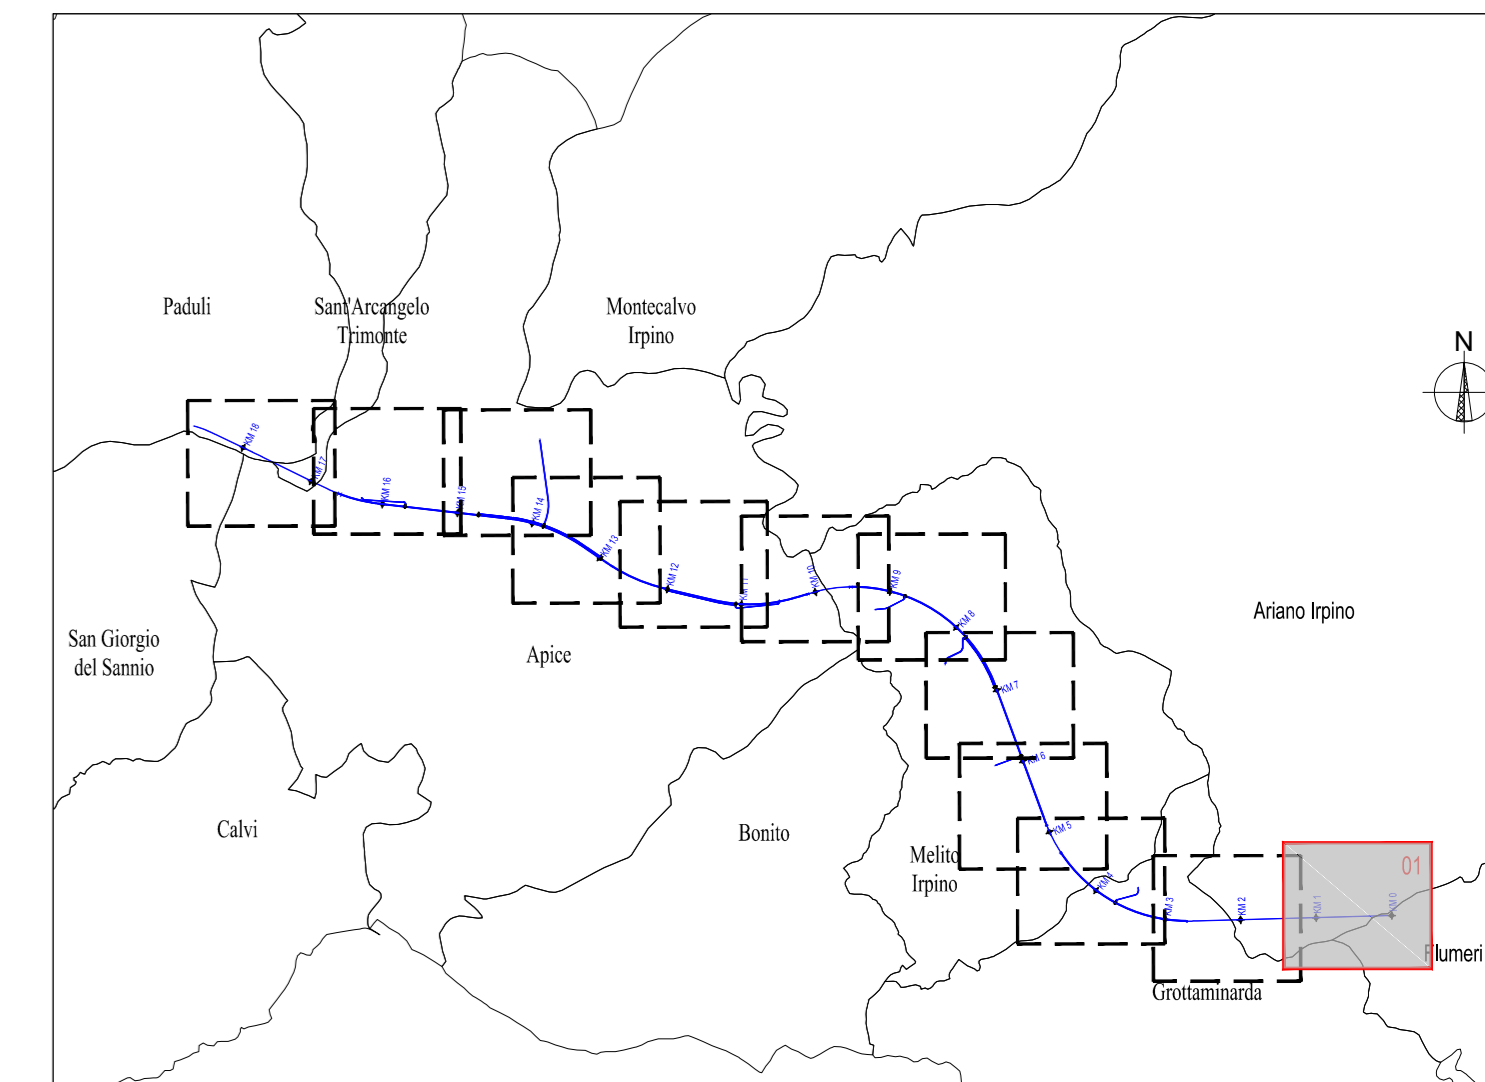 Paduli
Sant'Arcangelo
Trimonte
Montecalvo
Irpino
N
KM 18
KM 17
KM 16
KM 15
KM 14
KM 13
KM 12
KM 11
KM 10
KM 9
KM 8
KM 7
KM 6
KM 5
KM 4
KM 3
KM 2
KM 1
KM 0
Ariano Irpino
San Giorgio
del Sannio
Apice
Calvi
Bonito
Melito
Irpino
01
Flumeri
Grottaminarda